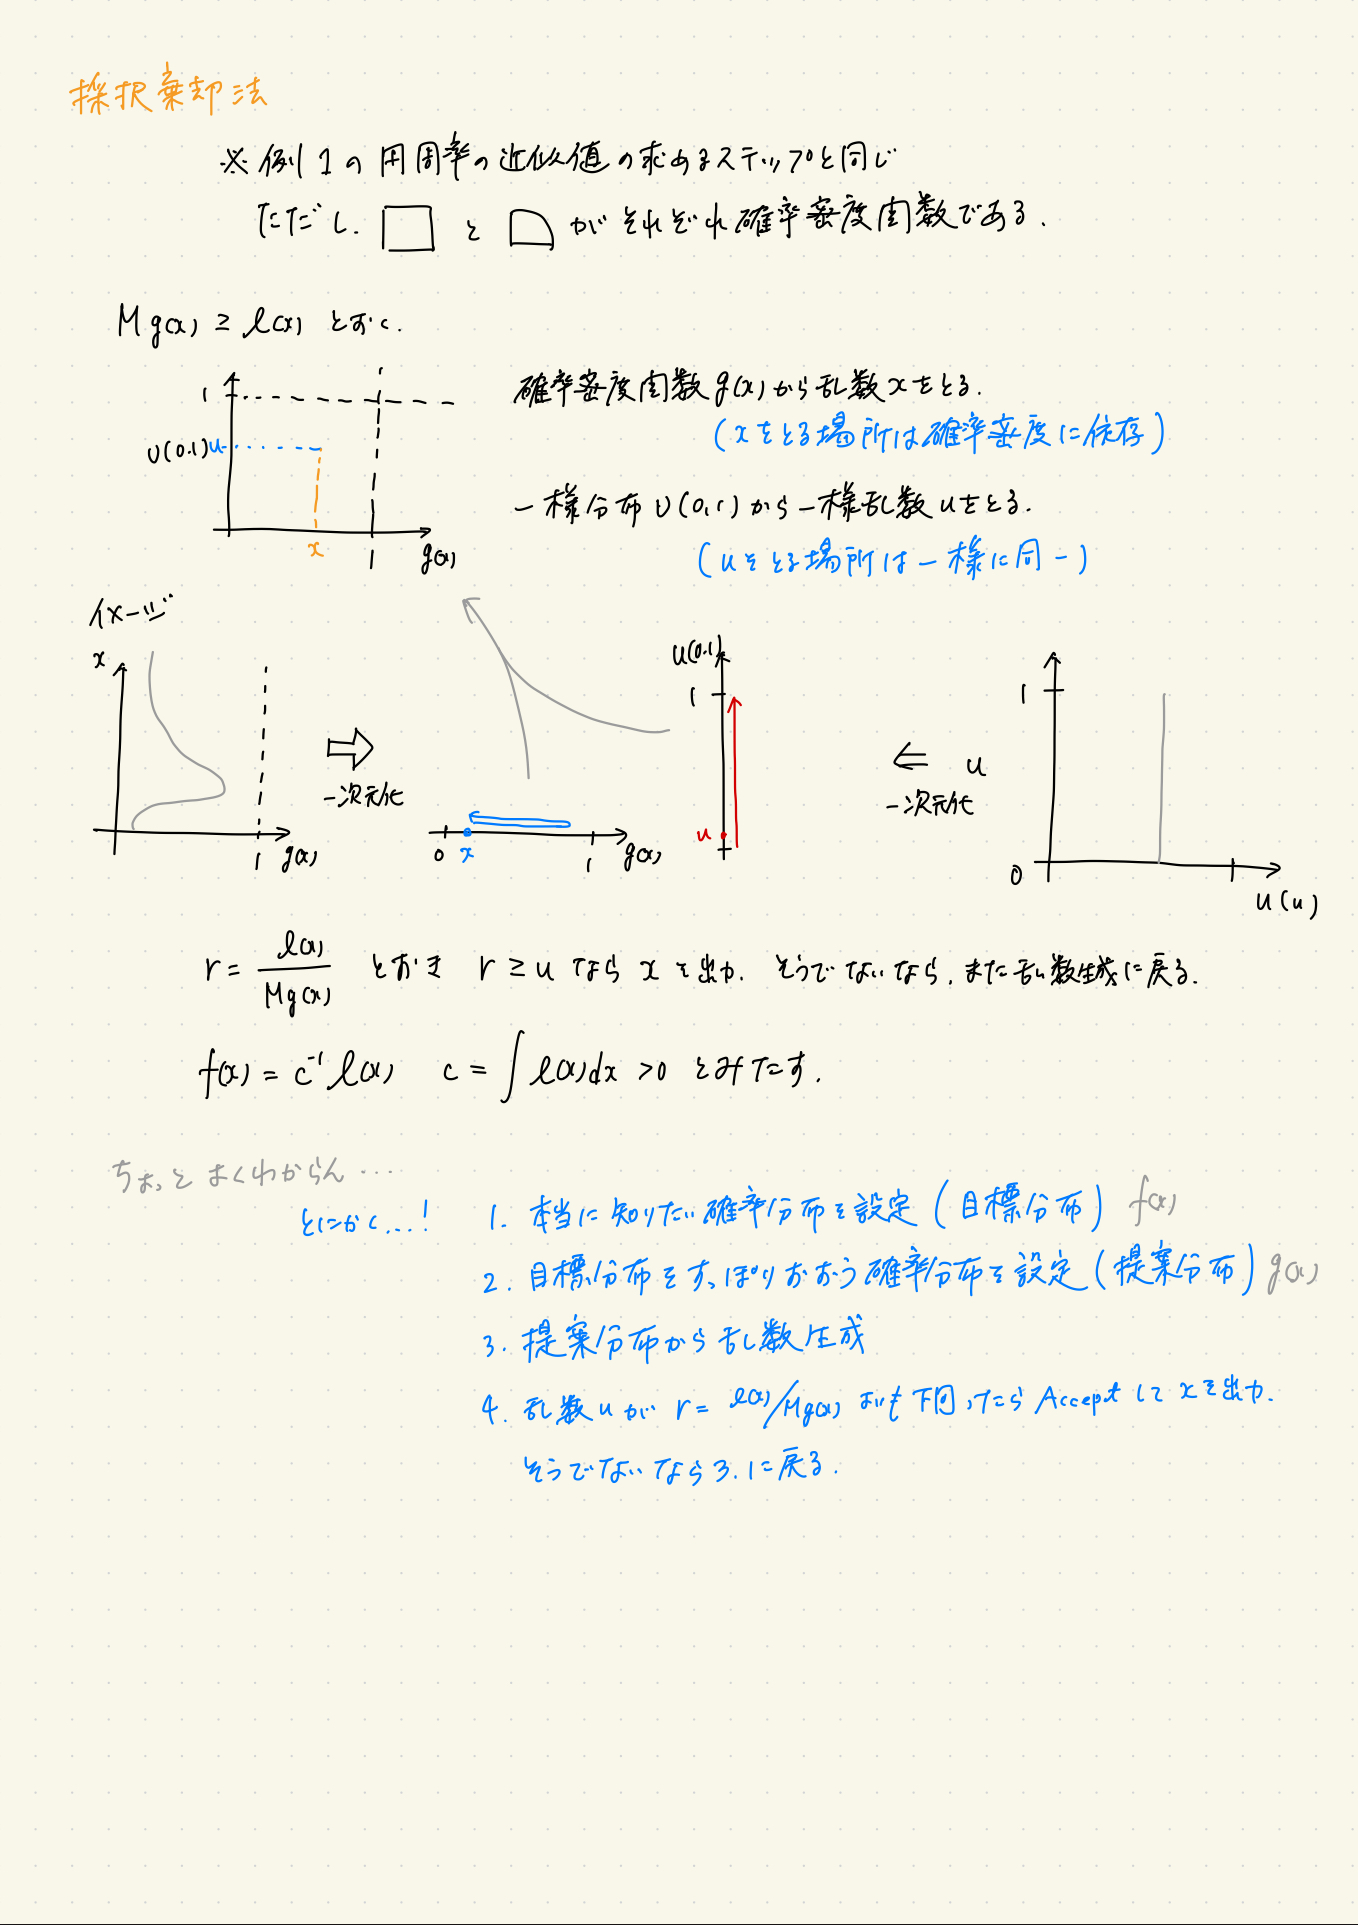 採択棄却法
※ 例1の円周率の近似値の求めるステップと同じ
ただし、□ と がそれぞれ確率密度関数である.
Mg(x) ≥ l(x) とおく.
確率密度関数g(x)から乱数xをとる.
(xをとる場所は確率密度に依存)
一様分布U(0,1)から一様乱数uをとる.
(uをとる場所は一様に同一)
1
U(0.1) u
x
1
g(x)
イメージ
x
1
g(x)
⇨
一次元化
0
x
1
g(x)
U(0.1)
1
u
⇐ u
一次元化
1
0
U(u)
r = l(x)/Mg(x) とおき r ≥ u なら x を出力. そうでないなら, また乱数生成に戻る.
f(x) = c⁻¹ l(x) c = ∫ l(x)dx >0 とみたす.
ちょっとよくわからん…
とにかく...!
1. 本当に知りたい確率分布を設定 (目標分布) f(x)
2. 目標分布をすっぽりおおう確率分布を設定 (提案分布) g(x)
3. 提案分布から乱数生成
4. 乱数uが r= l(x)/Mg(x) よりも下回ったら Accept して xを出力.
そうでないなら3.に戻る.